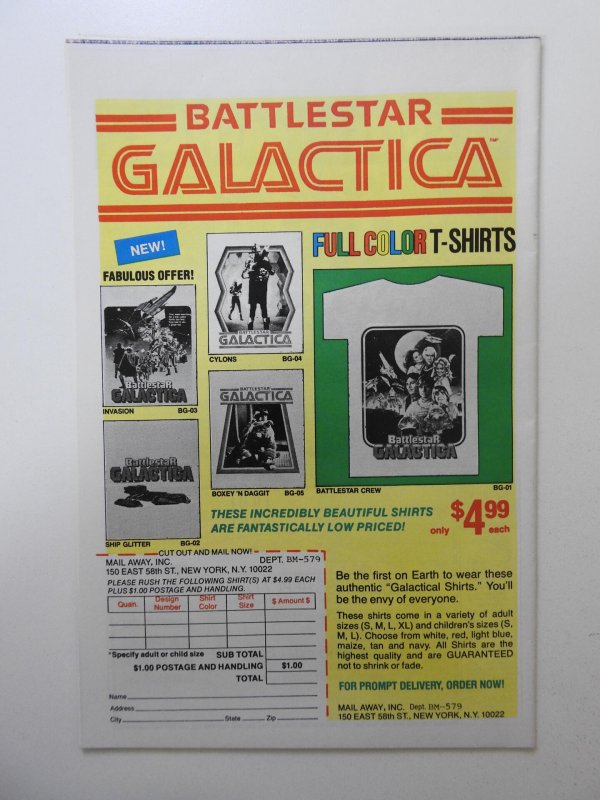 BATTLESTAR
GALACTICA™
NEW!
FABULOUS OFFER!
FULL COLOR T-SHIRTS
BattlestaR
GALACTICA
INVASION BG-03
BATTLESTAR
GALACTICA
CYLONS BG-04
BattlestaR
GALACTICA
SHIP GLITTER BG-02
BATTLESTAR
GALACTICA
BOXEY 'N DAGGIT BG-05
BattlestaR
GALACTICA
BATTLESTAR CREW BG-01
THESE INCREDIBLY BEAUTIFUL SHIRTS
ARE FANTASTICALLY LOW PRICED!
only $4.99 each
CUT OUT AND MAIL NOW!
MAIL AWAY, INC. DEPT. BM-579
150 EAST 58th ST., NEW YORK, N.Y. 10022
PLEASE RUSH THE FOLLOWING SHIRT(S) AT $4.99 EACH
PLUS $1.00 POSTAGE AND HANDLING.
Quan. Design Number Shirt Color Shirt Size $ Amount $
*Specify adult or child size SUB TOTAL
$1.00 POSTAGE AND HANDLING $1.00
TOTAL
Name
Address
City State Zip
Be the first on Earth to wear these
authentic "Galactical Shirts." You'll
be the envy of everyone.
These shirts come in a variety of adult
sizes (S, M, L, XL) and children's sizes (S,
M, L). Choose from white, red, light blue,
maize, tan and navy. All Shirts are the
highest quality and are GUARANTEED
not to shrink or fade.
FOR PROMPT DELIVERY, ORDER NOW!
MAIL AWAY, INC. Dept. BM-579
150 EAST 58th ST., NEW YORK, N.Y. 10022